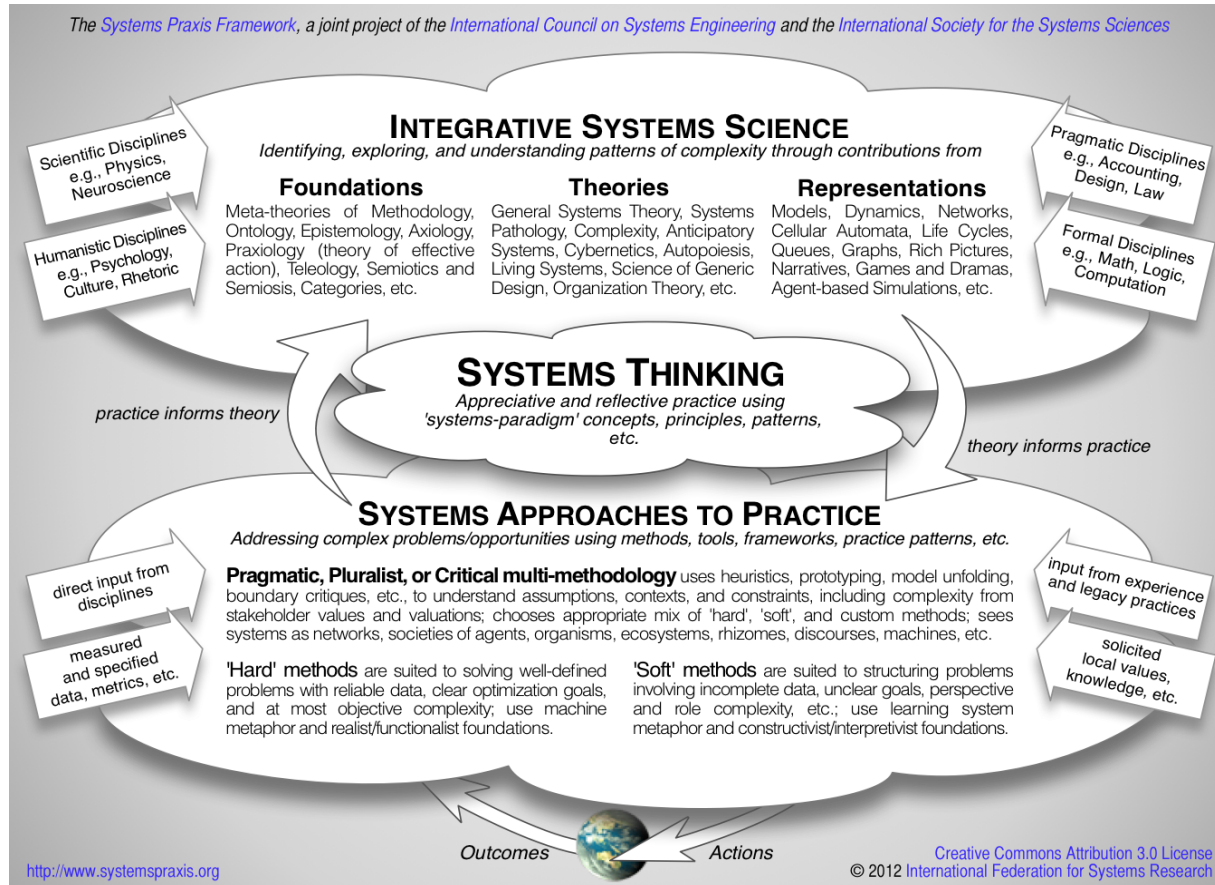 The Systems Praxis Framework, a joint project of the International Council on Systems Engineering and the International Society for the Systems Sciences
INTEGRATIVE SYSTEMS SCIENCE
Identifying, exploring, and understanding patterns of complexity through contributions from
Scientific Disciplines
e.g., Physics,
Neuroscience
Humanistic Disciplines
e.g., Psychology,
Culture, Rhetoric
Foundations
Meta-theories of Methodology,
Ontology, Epistemology, Axiology,
Praxiology (theory of effective
action), Teleology, Semiotics and
Semiosis, Categories, etc.
Theories
General Systems Theory, Systems
Pathology, Complexity, Anticipatory
Systems, Cybernetics, Autopoiesis,
Living Systems, Science of Generic
Design, Organization Theory, etc.
Representations
Models, Dynamics, Networks,
Cellular Automata, Life Cycles,
Queues, Graphs, Rich Pictures,
Narratives, Games and Dramas,
Agent-based Simulations, etc.
Pragmatic Disciplines
e.g., Accounting,
Design, Law
Formal Disciplines
e.g., Math, Logic,
Computation
SYSTEMS THINKING
Appreciative and reflective practice using
'systems-paradigm' concepts, principles, patterns,
etc.
practice informs theory
theory informs practice
SYSTEMS APPROACHES TO PRACTICE
Addressing complex problems/opportunities using methods, tools, frameworks, practice patterns, etc.
direct input from
disciplines
measured
and specified
data, metrics, etc.
Pragmatic, Pluralist, or Critical multi-methodology uses heuristics, prototyping, model unfolding,
boundary critiques, etc., to understand assumptions, contexts, and constraints, including complexity from
stakeholder values and valuations; chooses appropriate mix of 'hard', 'soft', and custom methods; sees
systems as networks, societies of agents, organisms, ecosystems, rhizomes, discourses, machines, etc.
'Hard' methods are suited to solving well-defined
problems with reliable data, clear optimization goals,
and at most objective complexity; use machine
metaphor and realist/functionalist foundations.
'Soft' methods are suited to structuring problems
involving incomplete data, unclear goals, perspective
and role complexity, etc.; use learning system
metaphor and constructivist/interpretivist foundations.
input from experience
and legacy practices
solicited
local values,
knowledge, etc.
Outcomes
Actions
http://www.systemspraxis.org
Creative Commons Attribution 3.0 License
© 2012 International Federation for Systems Research